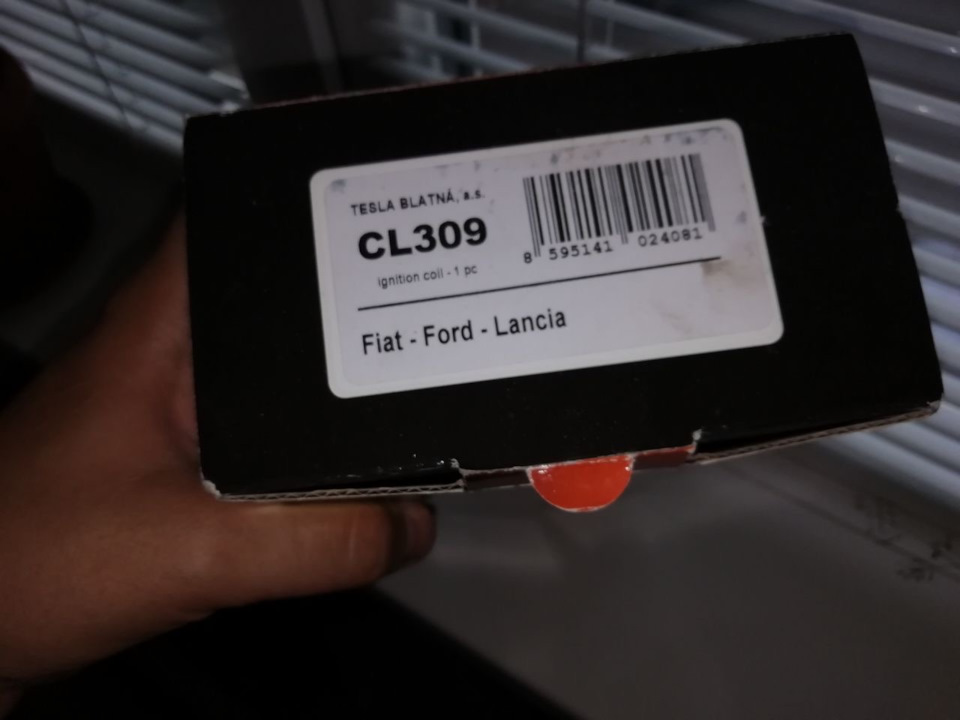 TESLA BLATNÁ, a.s.
CL309
ignition coil - 1 pc
8 595141 024081
Fiat - Ford - Lancia